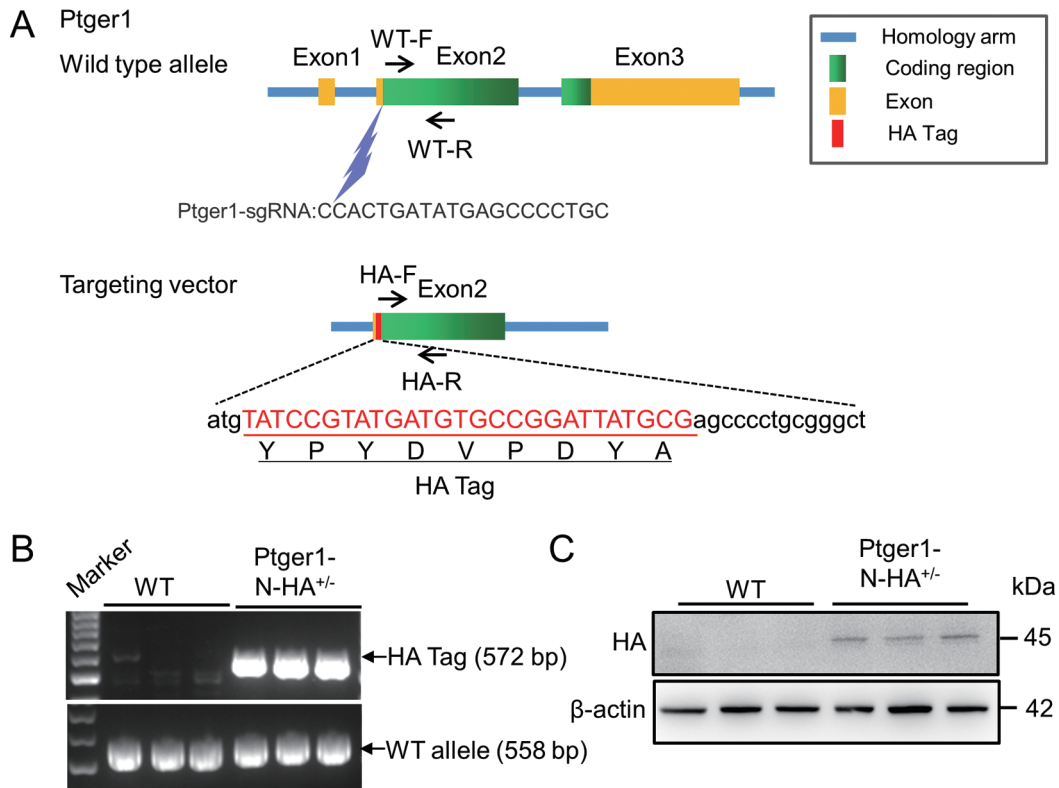 A
Ptger1
Wild type allele
Exon1
WT-F
Exon2
Exon3
WT-R
Ptger1-sgRNA:CCACTGATATGAGCCCCTGC
Homology arm
Coding region
Exon
HA Tag
Targeting vector
HA-F
Exon2
HA-R
atgTATCCGTATGATGTGCCGGATTATGCGagcccctgcgggct
Y P Y D V P D Y A
HA Tag
B
Marker
WT
Ptger1-
N-HA+/-
HA Tag (572 bp)
WT allele (558 bp)
C
WT
Ptger1-
N-HA+/-
kDa
HA
45
β-actin
42